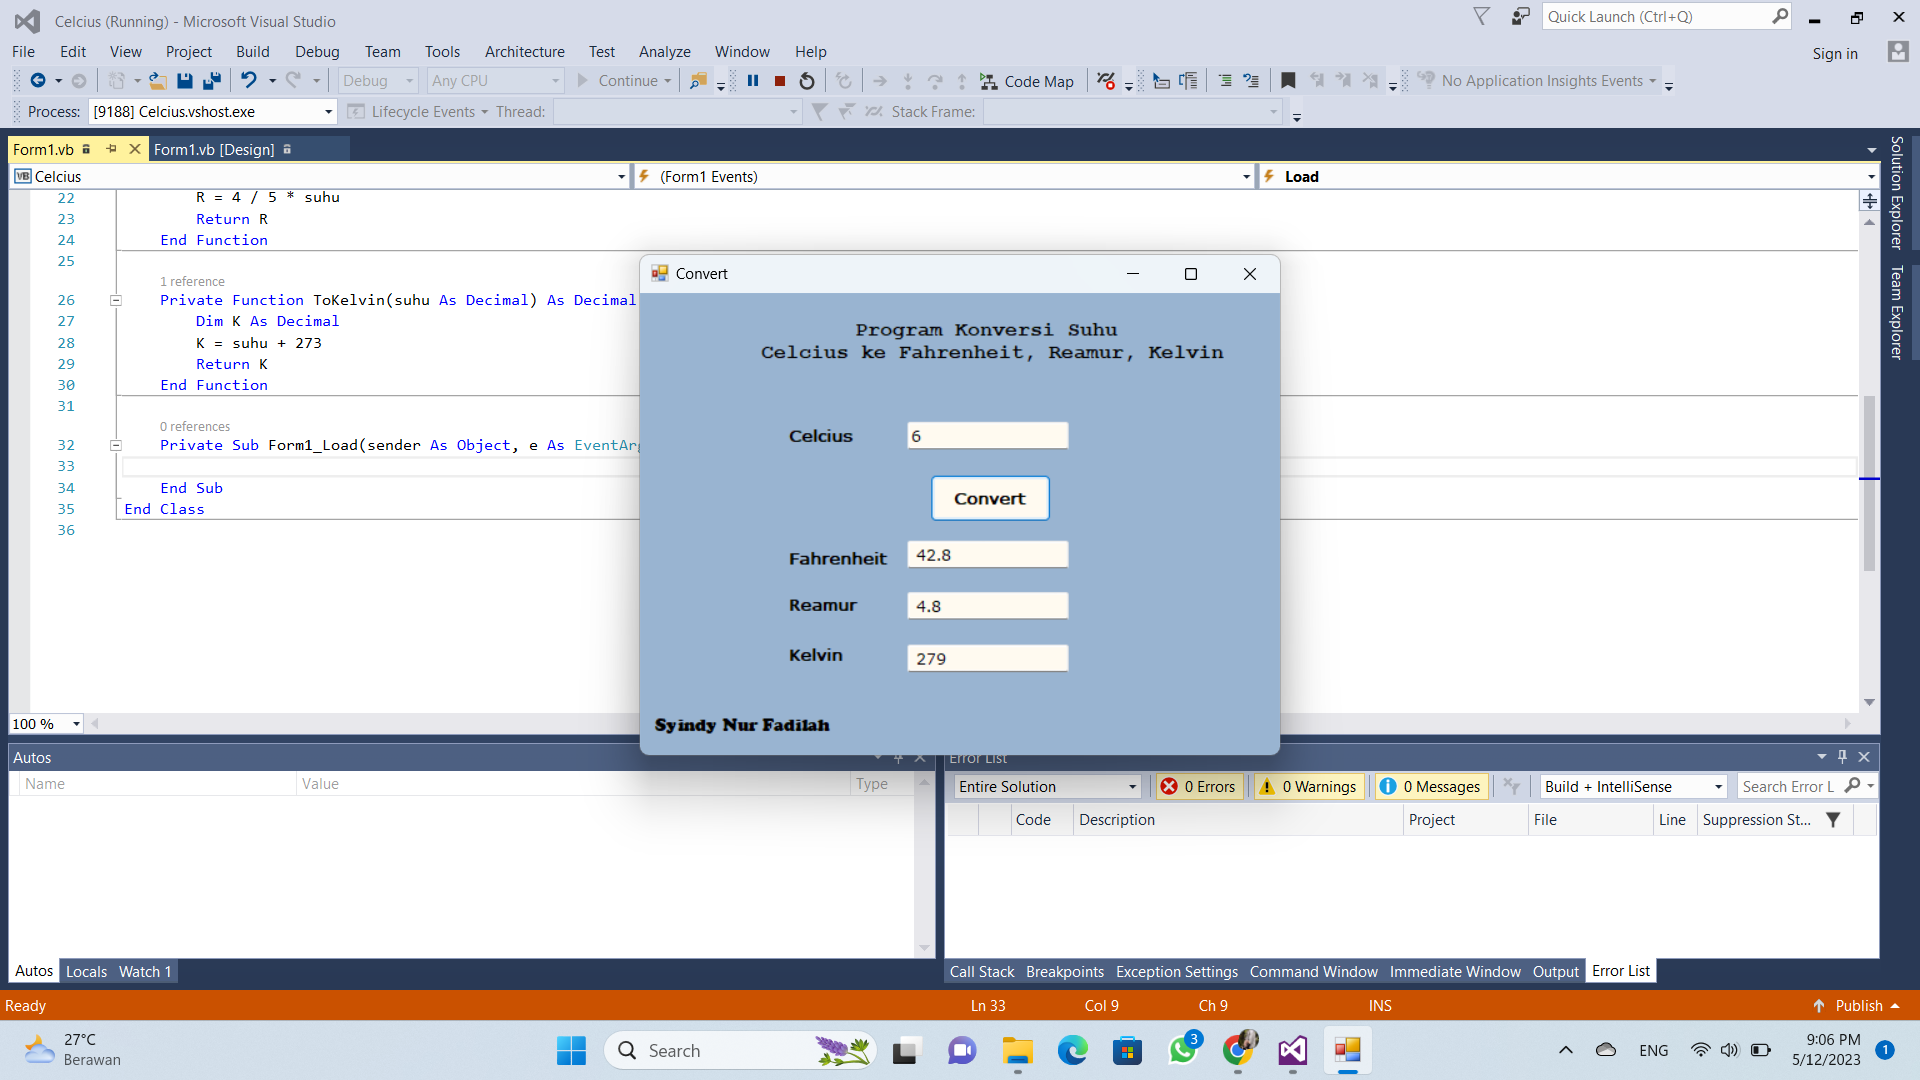 Celcius (Running) - Microsoft Visual Studio
Quick Launch (Ctrl+Q)
File Edit View Project Build Debug Team Tools Architecture Test Analyze Window Help
Sign in
Debug Any CPU Continue Code Map No Application Insights Events
Process: [9188] Celcius.vshost.exe Lifecycle Events Thread: Stack Frame:
Form1.vb Form1.vb [Design]
VB Celcius (Form1 Events) Load
22 R = 4 / 5 * suhu
23 Return R
24 End Function
25
1 reference
26 Private Function ToKelvin(suhu As Decimal) As Decimal
27 Dim K As Decimal
28 K = suhu + 273
29 Return K
30 End Function
31
0 references
32 Private Sub Form1_Load(sender As Object, e As EventArg
33
34 End Sub
35 End Class
36
100 %
Solution Explorer
Team Explorer
Convert
Program Konversi Suhu
Celcius ke Fahrenheit, Reamur, Kelvin
Celcius 6
Convert
Fahrenheit 42.8
Reamur 4.8
Kelvin 279
Syindy Nur Fadilah
Autos
Name Value Type
Autos Locals Watch 1
Error List
Entire Solution 0 Errors 0 Warnings 0 Messages Build + IntelliSense Search Error L
Code Description Project File Line Suppression St...
Call Stack Breakpoints Exception Settings Command Window Immediate Window Output Error List
Ready Ln 33 Col 9 Ch 9 INS Publish
27°C
Berawan
Search
3
ENG
9:06 PM
5/12/2023
1